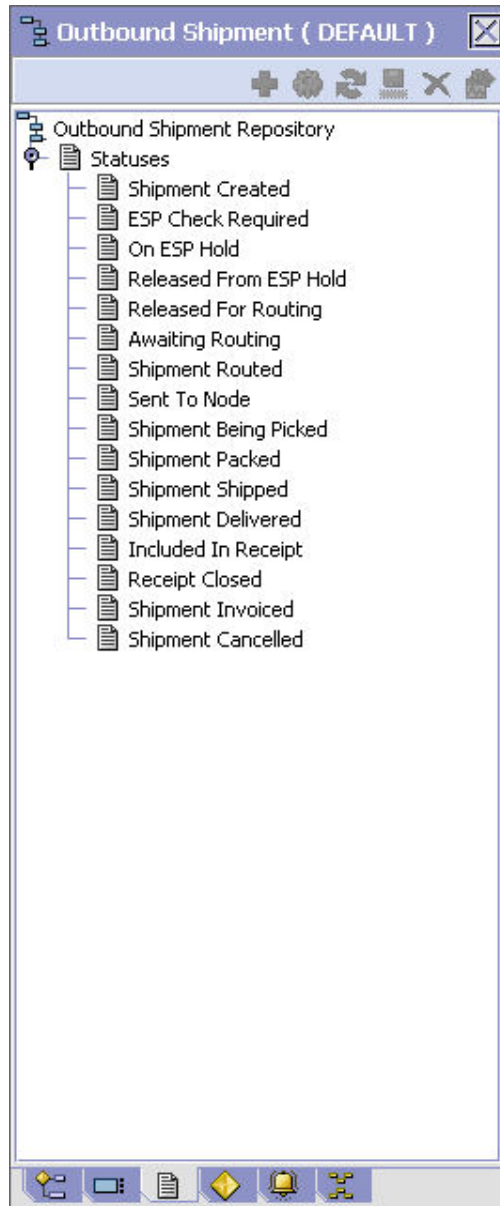 Outbound Shipment ( DEFAULT )
Outbound Shipment Repository
Statuses
Shipment Created
ESP Check Required
On ESP Hold
Released From ESP Hold
Released For Routing
Awaiting Routing
Shipment Routed
Sent To Node
Shipment Being Picked
Shipment Packed
Shipment Shipped
Shipment Delivered
Included In Receipt
Receipt Closed
Shipment Invoiced
Shipment Cancelled